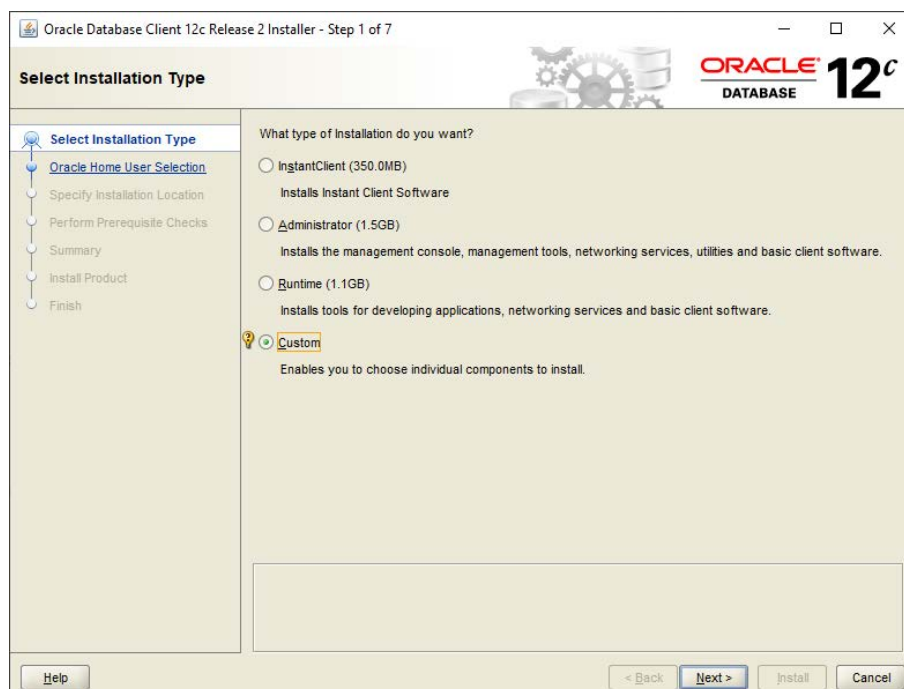 Oracle Database Client 12c Release 2 Installer - Step 1 of 7
Select Installation Type
ORACLE
DATABASE
12c
Select Installation Type
Oracle Home User Selection
Specify Installation Location
Perform Prerequisite Checks
Summary
Install Product
Finish
What type of Installation do you want?
InstantClient (350.0MB)
Installs Instant Client Software
Administrator (1.5GB)
Installs the management console, management tools, networking services, utilities and basic client software.
Runtime (1.1GB)
Installs tools for developing applications, networking services and basic client software.
Custom
Enables you to choose individual components to install.
Help
< Back
Next >
Install
Cancel